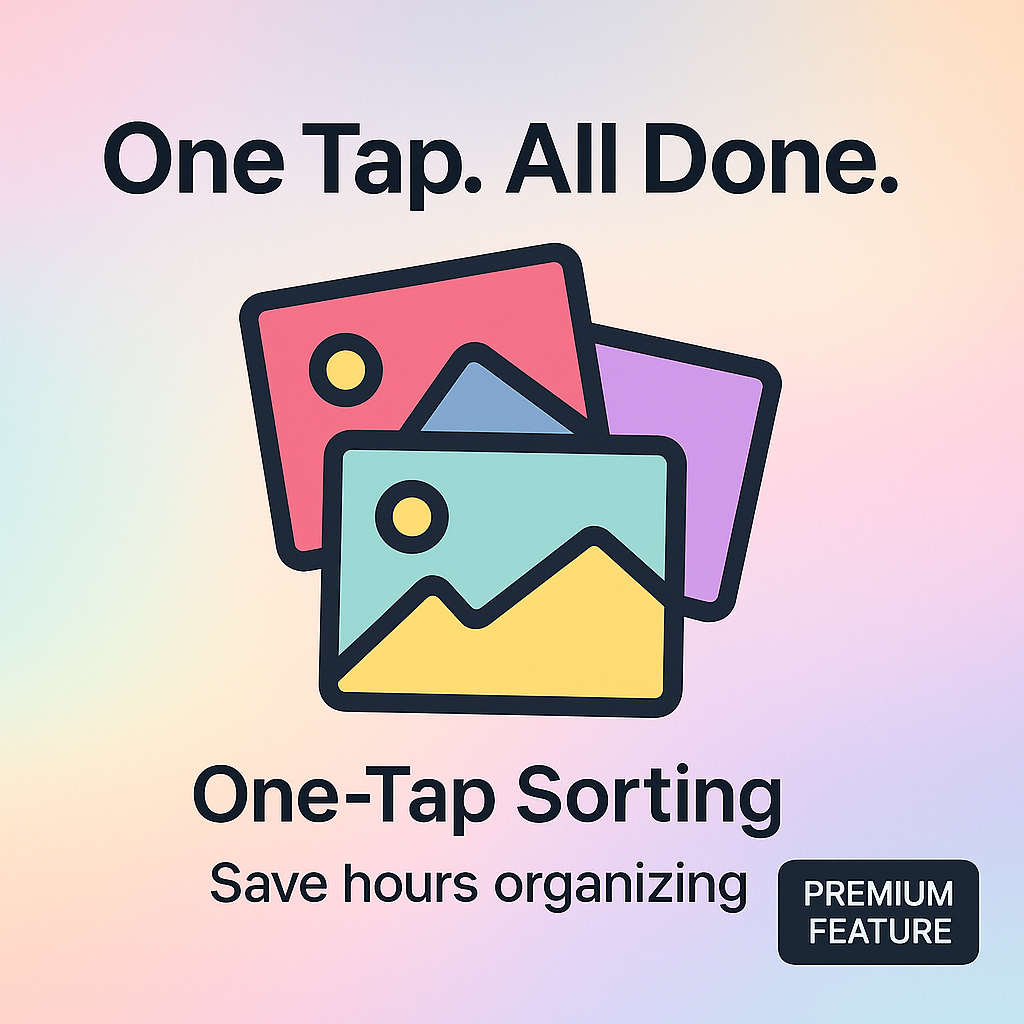 One Tap. All Done.
One-Tap Sorting
Save hours organizing
PREMIUM
FEATURE